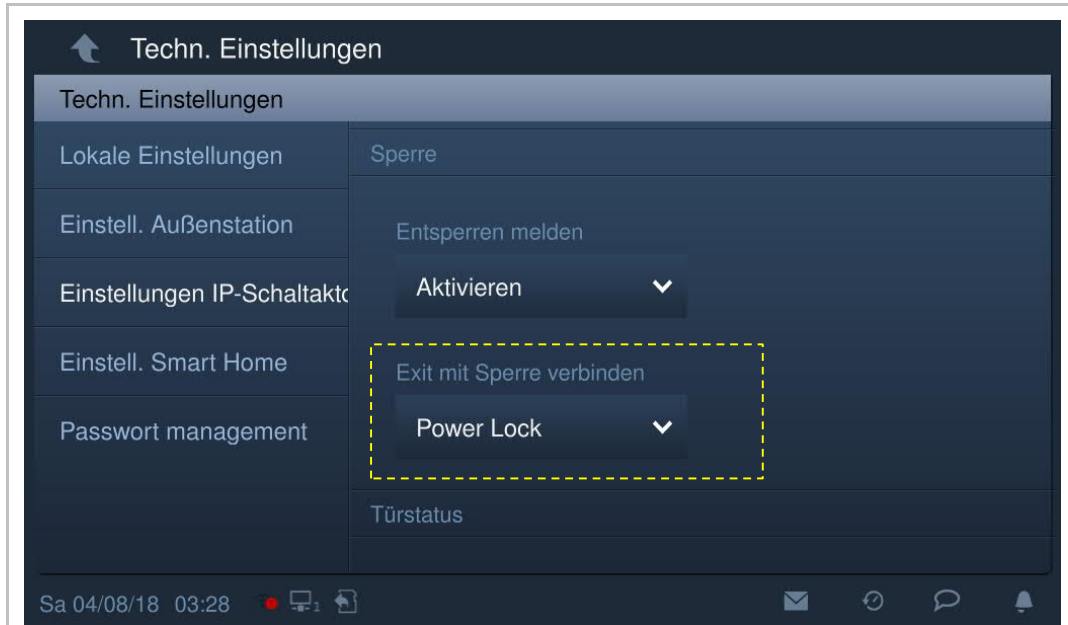 Techn. Einstellungen
Techn. Einstellungen
Lokale Einstellungen
Sperre
Einstell. Außenstation
Entsperren melden
Aktivieren
Einstellungen IP-Schaltakto
Einstell. Smart Home
Exit mit Sperre verbinden
Power Lock
Passwort management
Türstatus
Sa 04/08/18 03:28
1